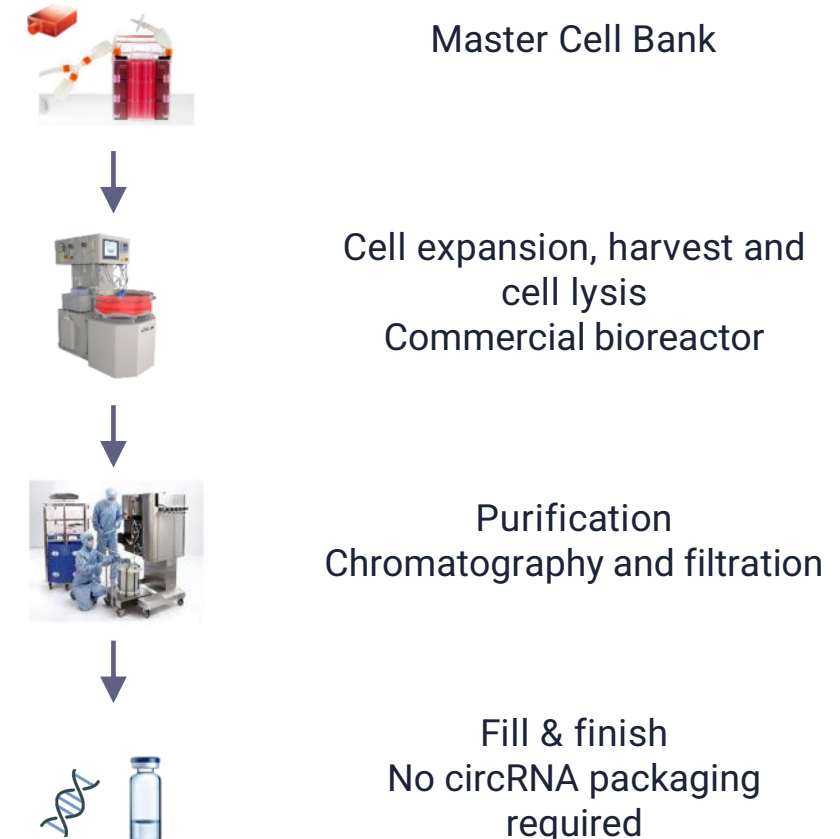 Master Cell Bank
Cell expansion, harvest and
cell lysis
Commercial bioreactor
Purification
Chromatography and filtration
Fill & finish
No circRNA packaging
required